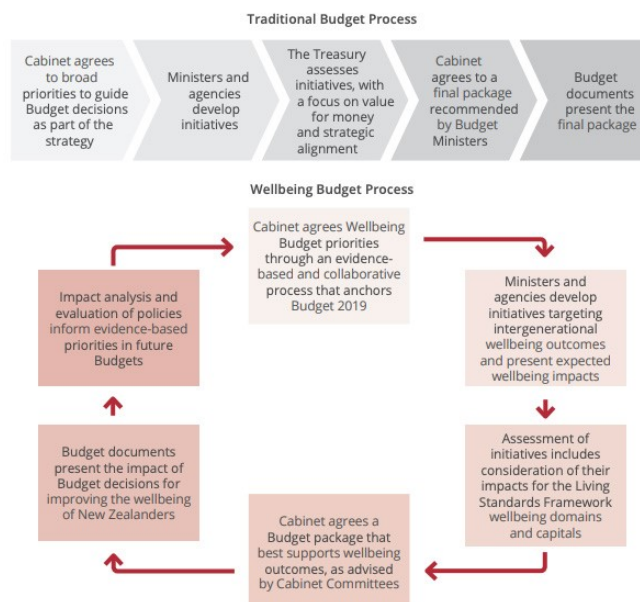 Traditional Budget Process
Cabinet agrees
to broad
priorities to guide
Budget decisions
as part of the
strategy
Ministers and
agencies
develop
initiatives
The Treasury
assesses
initiatives, with
a focus on value
for money
and strategic
alignment
Cabinet
agrees to a
final package
recommended
by Budget
Ministers
Budget
documents
present the
final package
Wellbeing Budget Process
Cabinet agrees Wellbeing
Budget priorities
through an evidence-
based and collaborative
process that anchors
Budget 2019
Ministers and
agencies develop
initiatives targeting
intergenerational
wellbeing outcomes
and present expected
wellbeing impacts
Assessment of
initiatives includes
consideration of their
impacts for the Living
Standards Framework
wellbeing domains
and capitals
Cabinet agrees a
Budget package that
best supports wellbeing
outcomes, as advised
by Cabinet Committees
Budget documents
present the impact of
Budget decisions for
improving the wellbeing
of New Zealanders
Impact analysis and
evaluation of policies
inform evidence-based
priorities in future
Budgets